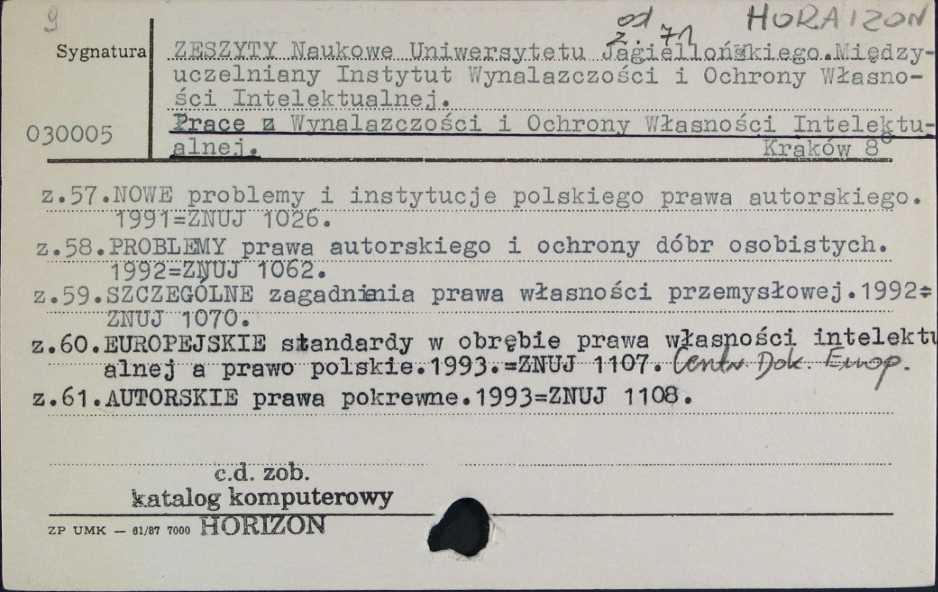 9
od z. 71
HORAIZON
Sygnatura
ZESZYTY Naukowe Uniwersytetu Jagiellońskiego.Między-
uczelniany Instytut Wynalazczości i Ochrony Własno-
ści Intelektualnej.
030005
Prace z Wynalazczości i Ochrony Własności Intelektu-
alnej.
Kraków 8°
z.57.NOWE problemy i instytucje polskiego prawa autorskiego.
1991=ZNUJ 1026.
z.58.PROBLEMY prawa autorskiego i ochrony dóbr osobistych.
1992=ZNUJ 1062.
z.59.SZCZEGÓLNE zagadnienia prawa własności przemysłowej.1992=
ZNUJ 1070.
z.60.EUROPEJSKIE standardy w obrębie prawa własności intelektu
alnej a prawo polskie.1993.=ZNUJ 1107. Centr. Dok. Europ.
z.61.AUTORSKIE prawa pokrewne.1993=ZNUJ 1108.
c.d. zob.
katalog komputerowy
HORIZON
ZP UMK — 61/87 7000